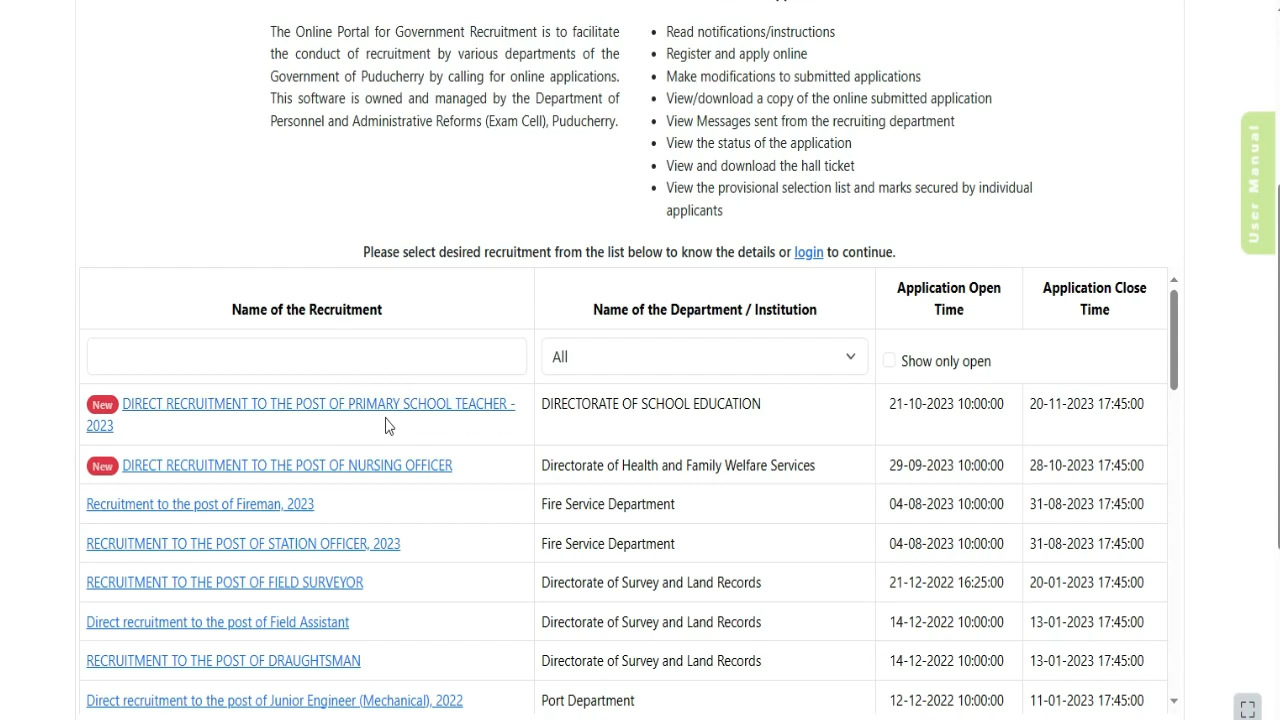 The Online Portal for Government Recruitment is to facilitate
the conduct of recruitment by various departments of the
Government of Puducherry by calling for online applications.
This software is owned and managed by the Department of
Personnel and Administrative Reforms (Exam Cell), Puducherry.
• Read notifications/instructions
• Register and apply online
• Make modifications to submitted applications
• View/download a copy of the online submitted application
• View Messages sent from the recruiting department
• View the status of the application
• View and download the hall ticket
• View the provisional selection list and marks secured by individual
applicants
User Manual
Please select desired recruitment from the list below to know the details or login to continue.
Name of the Recruitment Name of the Department / Institution Application Open Time Application Close Time
All Show only open
New DIRECT RECRUITMENT TO THE POST OF PRIMARY SCHOOL TEACHER - DIRECTORATE OF SCHOOL EDUCATION 21-10-2023 10:00:00 20-11-2023 17:45:00
2023
New DIRECT RECRUITMENT TO THE POST OF NURSING OFFICER Directorate of Health and Family Welfare Services 29-09-2023 10:00:00 28-10-2023 17:45:00
Recruitment to the post of Fireman, 2023 Fire Service Department 04-08-2023 10:00:00 31-08-2023 17:45:00
RECRUITMENT TO THE POST OF STATION OFFICER, 2023 Fire Service Department 04-08-2023 10:00:00 31-08-2023 17:45:00
RECRUITMENT TO THE POST OF FIELD SURVEYOR Directorate of Survey and Land Records 21-12-2022 16:25:00 20-01-2023 17:45:00
Direct recruitment to the post of Field Assistant Directorate of Survey and Land Records 14-12-2022 10:00:00 13-01-2023 17:45:00
RECRUITMENT TO THE POST OF DRAUGHTSMAN Directorate of Survey and Land Records 14-12-2022 10:00:00 13-01-2023 17:45:00
Direct recruitment to the post of Junior Engineer (Mechanical), 2022 Port Department 12-12-2022 10:00:00 11-01-2023 17:45:00